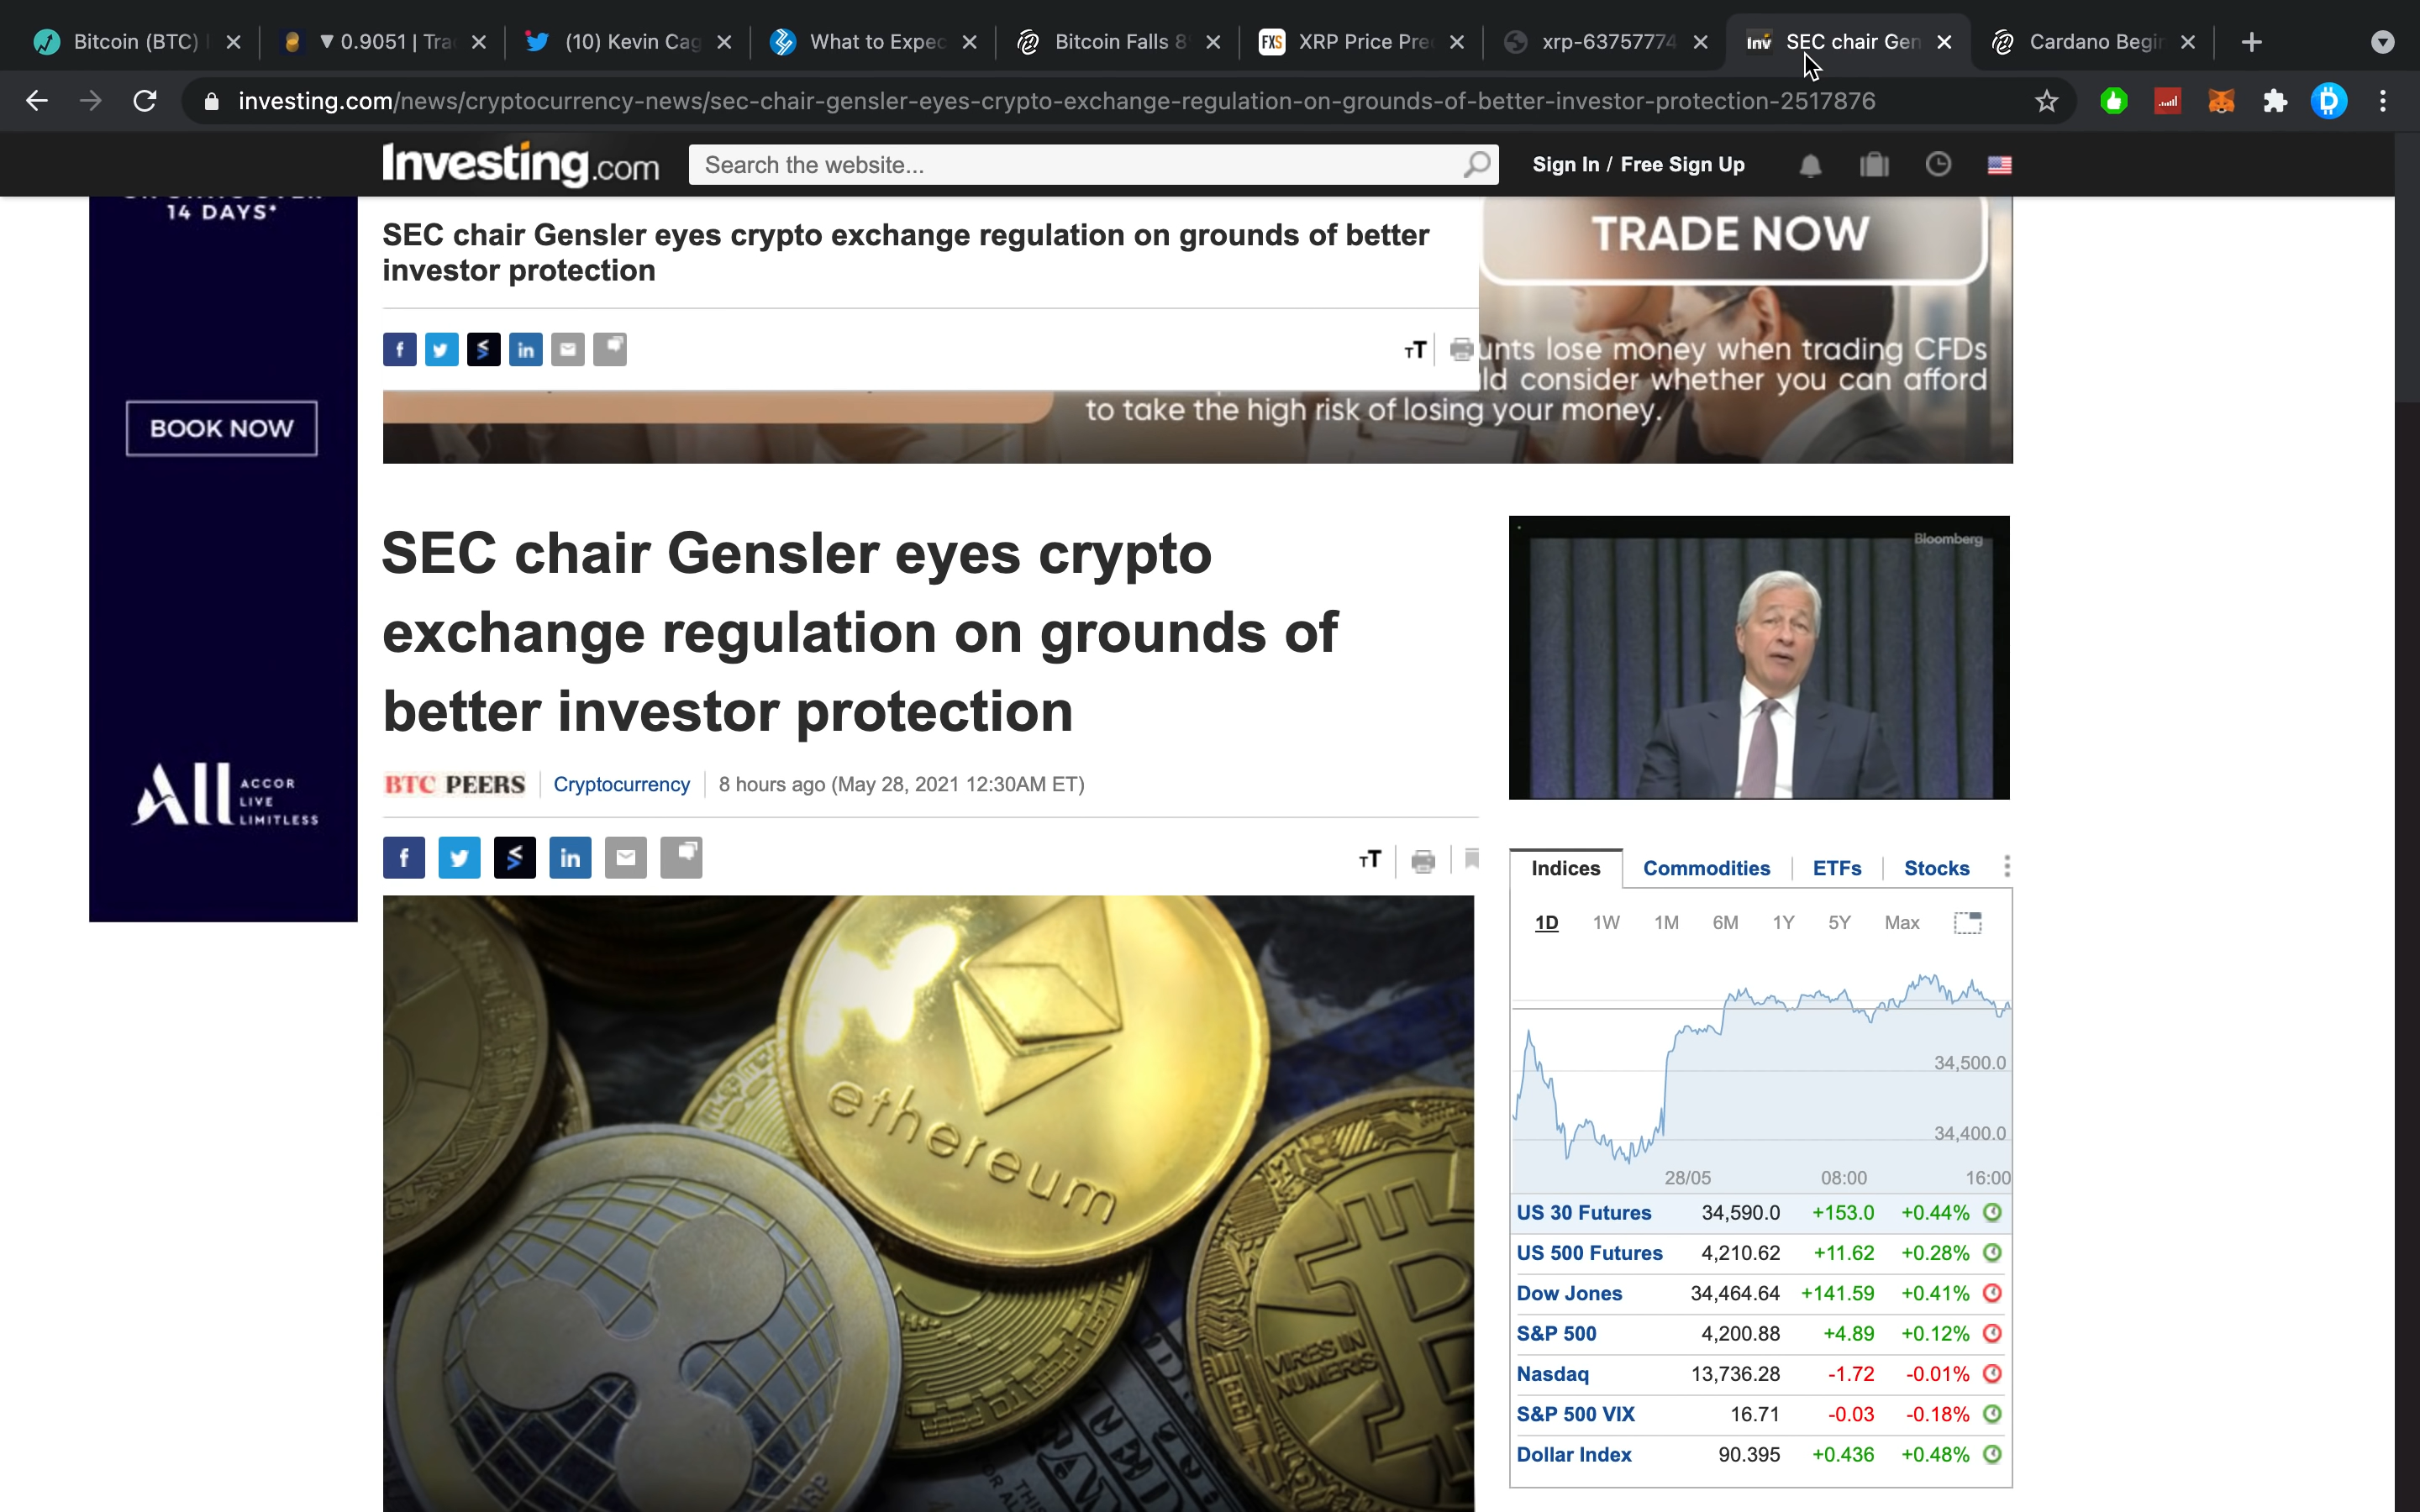 Bitcoin (BTC)
▼ 0.9051 | Tra
(10) Kevin Cag
What to Expec
Bitcoin Falls 8
XRP Price Pre
xrp-63757774
SEC chair Gen
Cardano Begin
investing.com/news/cryptocurrency-news/sec-chair-gensler-eyes-crypto-exchange-regulation-on-grounds-of-better-investor-protection-2517876
Investing.com
Search the website...
Sign In / Free Sign Up
14 DAYS*
BOOK NOW
All ACCOR
LIVE
LIMITLESS
SEC chair Gensler eyes crypto exchange regulation on grounds of better
investor protection
TRADE NOW
unts lose money when trading CFDs
ld consider whether you can afford
to take the high risk of losing your money.
SEC chair Gensler eyes crypto
exchange regulation on grounds of
better investor protection
BTC PEERS Cryptocurrency 8 hours ago (May 28, 2021 12:30AM ET)
ethereum
VIRES IN
NUMERIS
XRP
Bloomberg
Indices Commodities ETFs Stocks
1D 1W 1M 6M 1Y 5Y Max
34,500.0
34,400.0
28/05 08:00 16:00
US 30 Futures 34,590.0 +153.0 +0.44%
US 500 Futures 4,210.62 +11.62 +0.28%
Dow Jones 34,464.64 +141.59 +0.41%
S&P 500 4,200.88 +4.89 +0.12%
Nasdaq 13,736.28 -1.72 -0.01%
S&P 500 VIX 16.71 -0.03 -0.18%
Dollar Index 90.395 +0.436 +0.48%